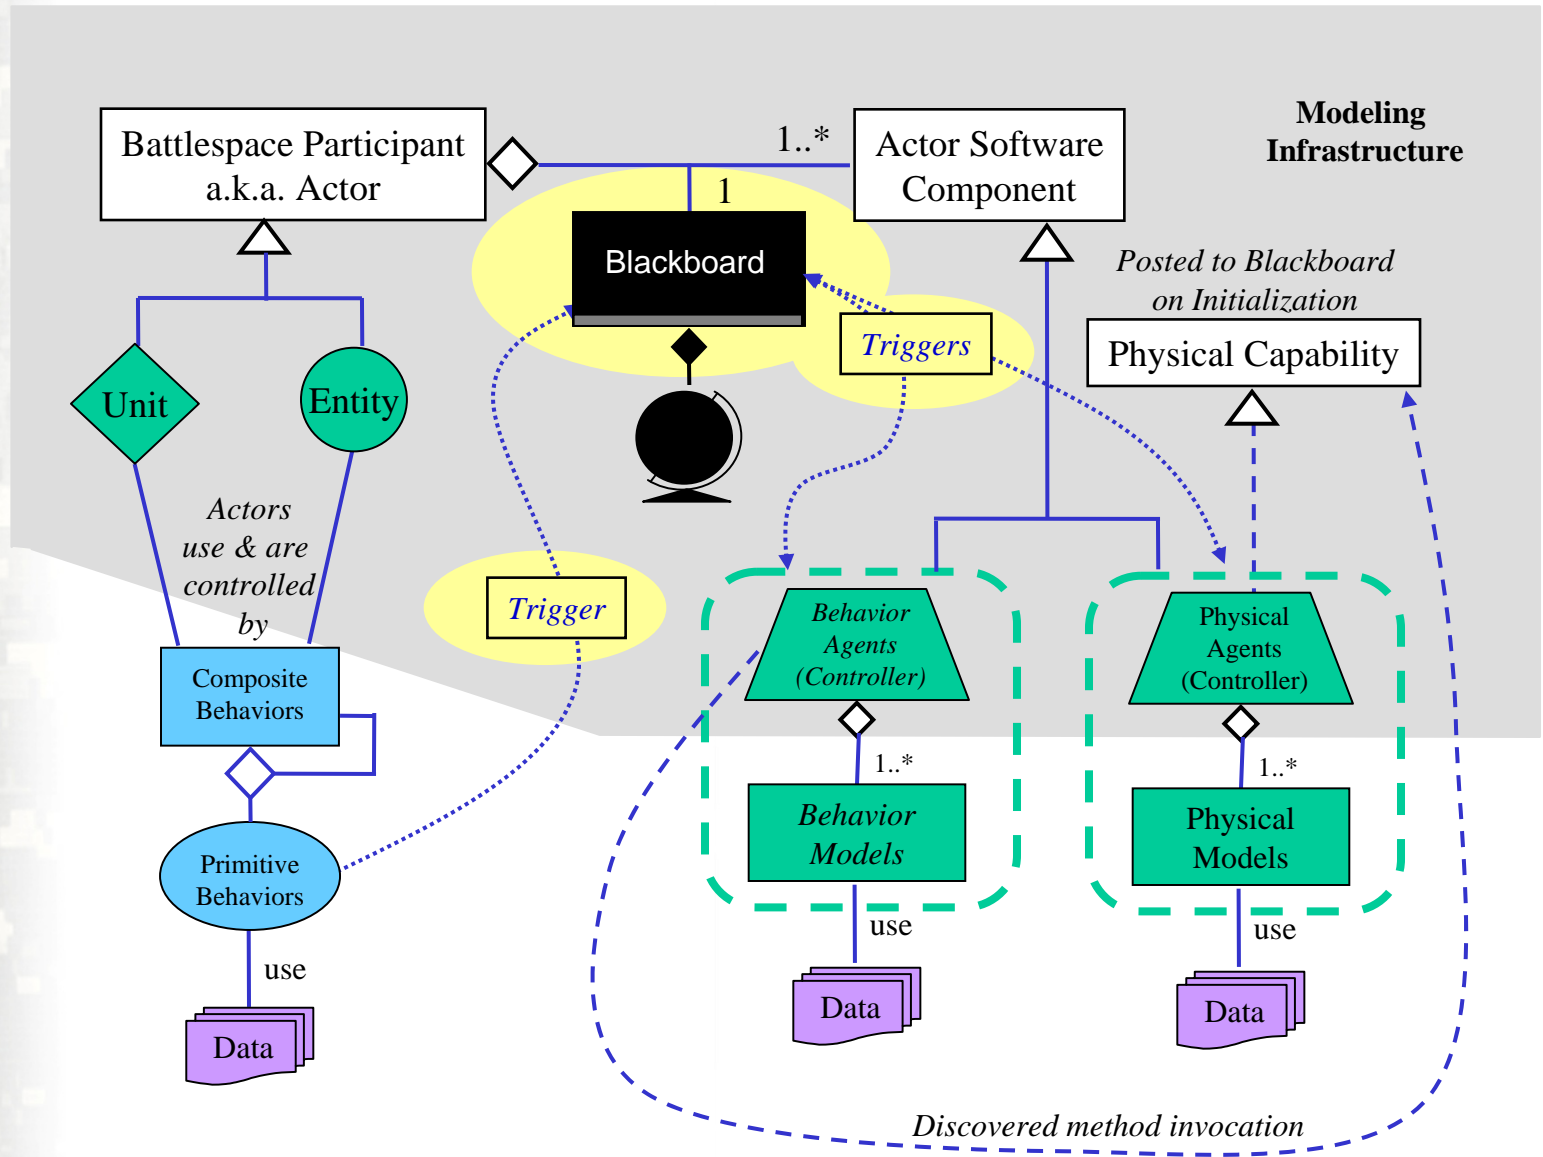 Modeling
Infrastructure
Battlespace Participant
a.k.a. Actor
1..*
1
Actor Software
Component
Blackboard
Posted to Blackboard
on Initialization
Triggers
Physical Capability
Unit
Entity
Actors
use & are
controlled
by
Trigger
Composite
Behaviors
Behavior
Agents
(Controller)
Physical
Agents
(Controller)
1..*
1..*
Behavior
Models
Physical
Models
Primitive
Behaviors
use
use
use
Data
Data
Data
Discovered method invocation